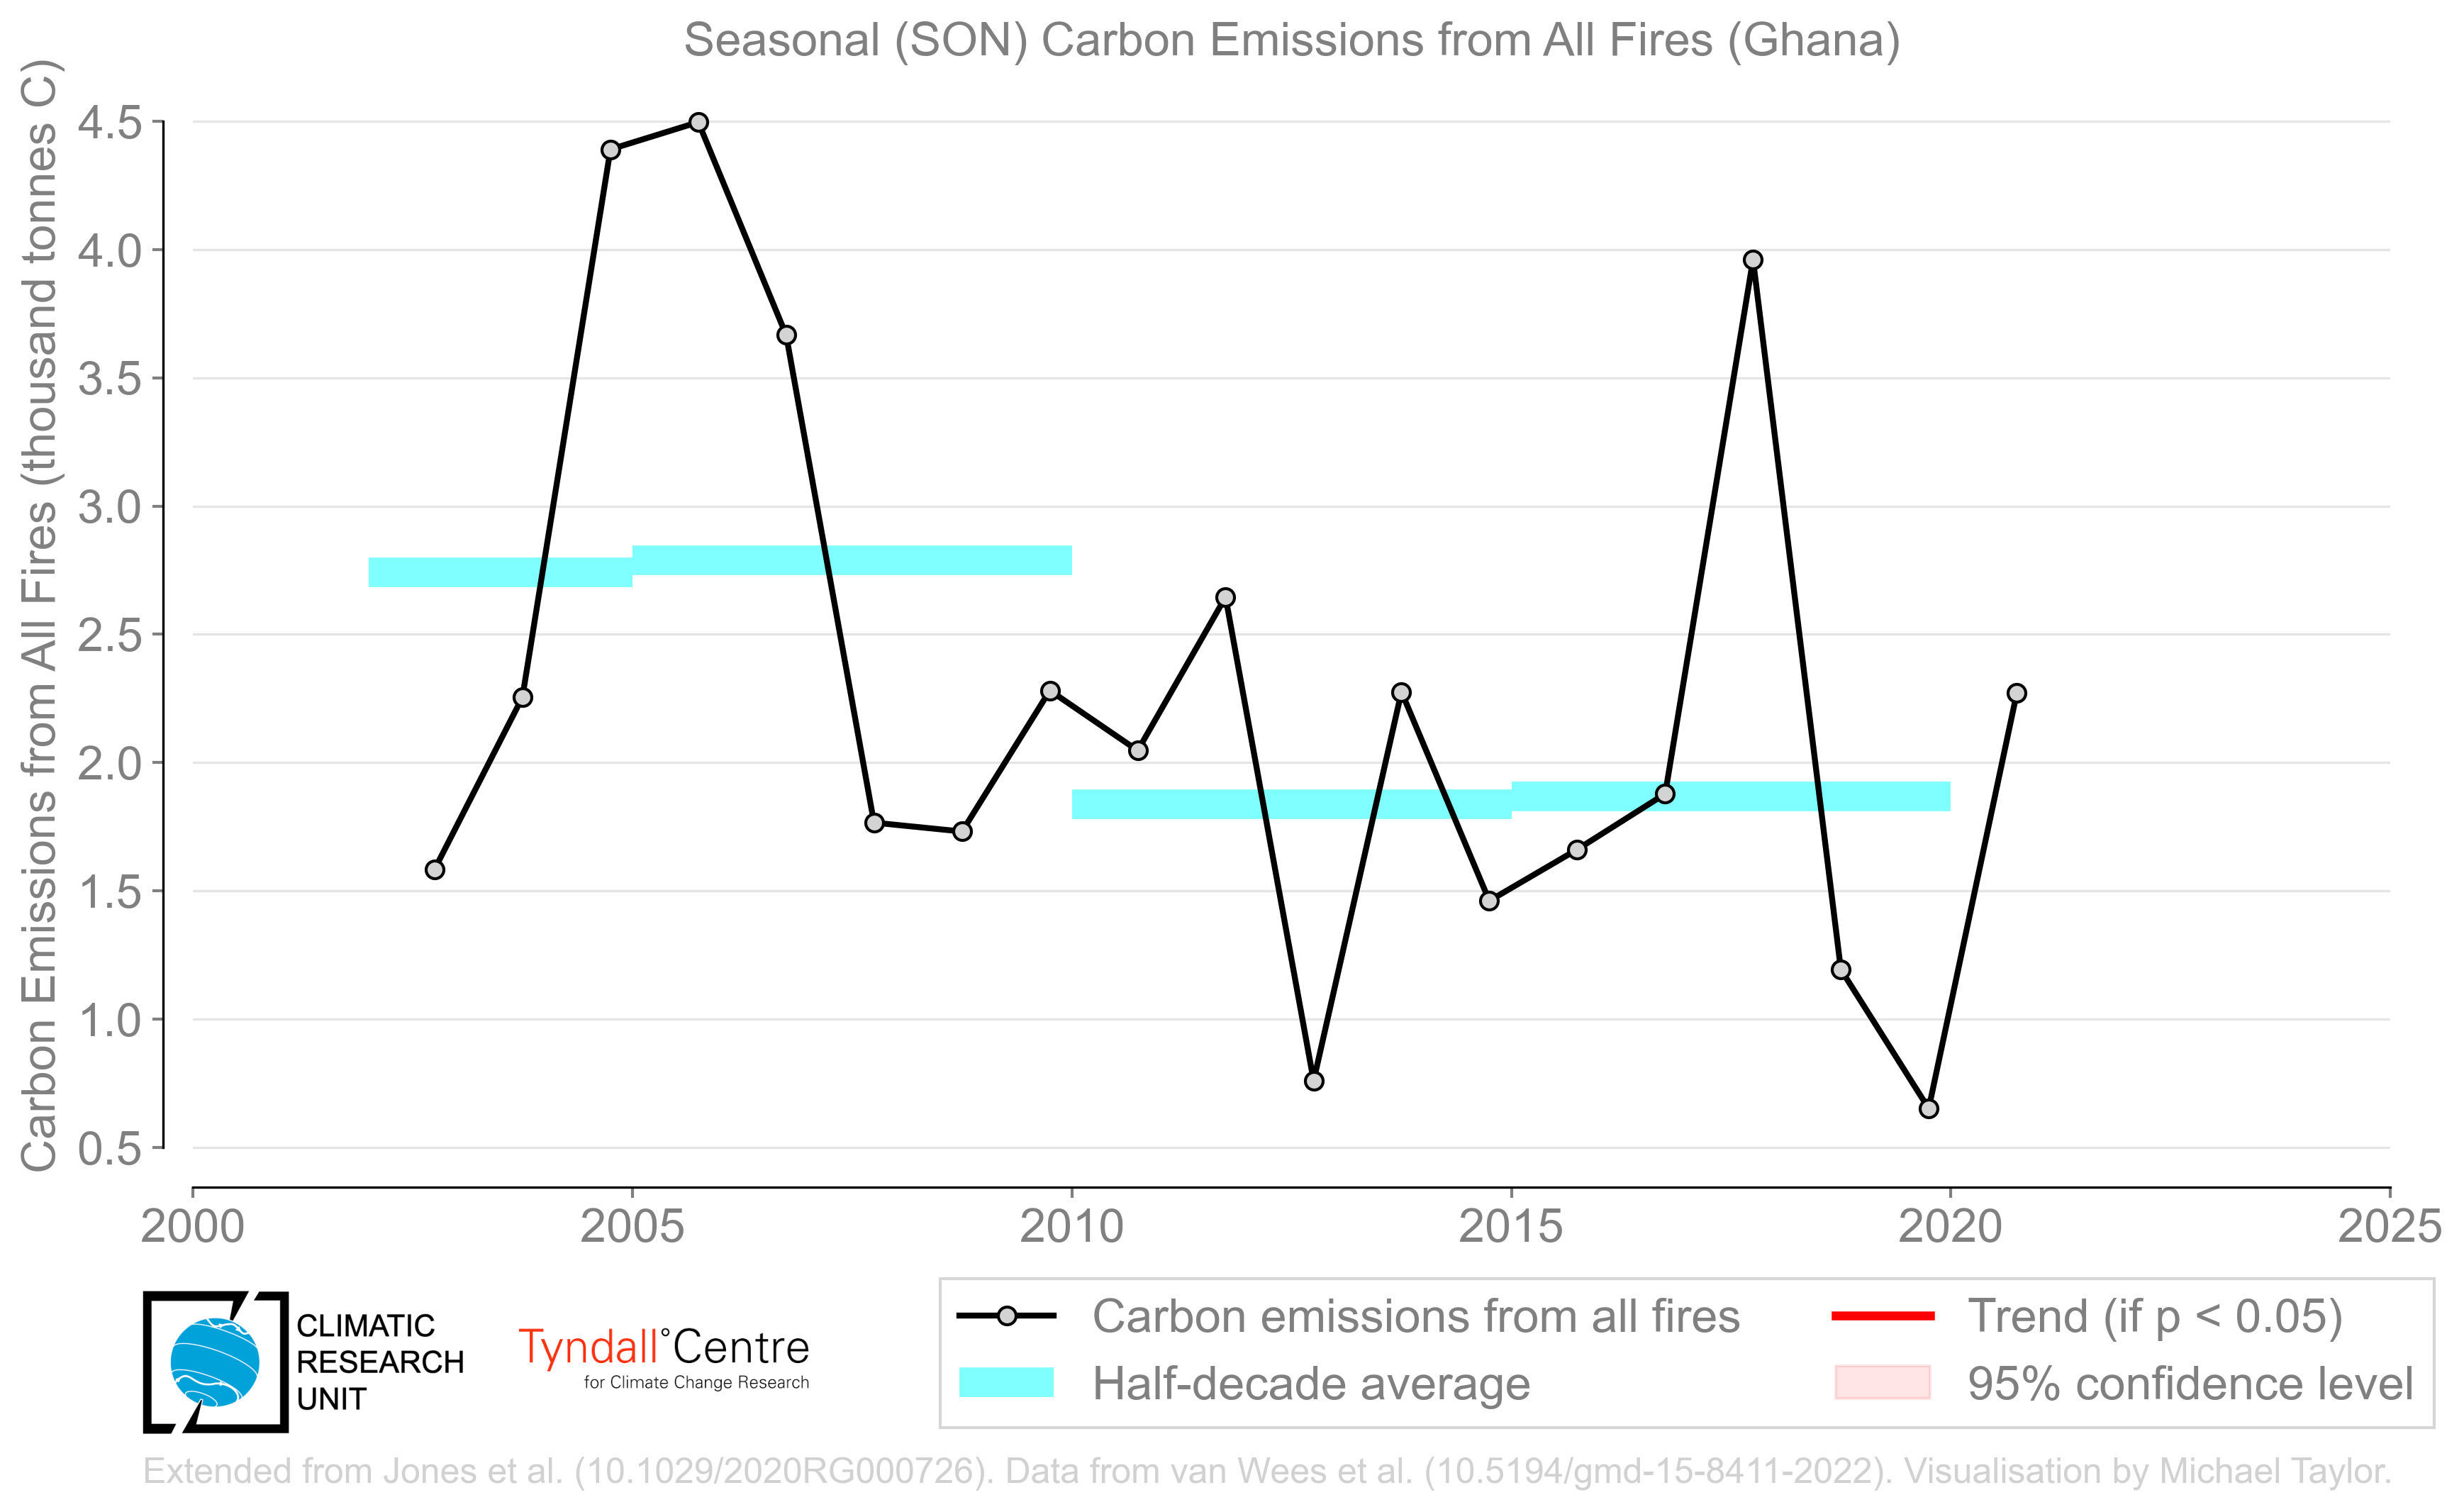 Seasonal (SON) Carbon Emissions from All Fires (Ghana)
Carbon Emissions from All Fires (thousand tonnes C)
4.5
4.0
3.5
3.0
2.5
2.0
1.5
1.0
0.5
2000 2005 2010 2015 2020 2025
CLIMATIC
RESEARCH
UNIT
Tyndall°Centre
for Climate Change Research
Carbon emissions from all fires
Half-decade average
Trend (if p < 0.05)
95% confidence level
Extended from Jones et al. (10.1029/2020RG000726). Data from van Wees et al. (10.5194/gmd-15-8411-2022). Visualisation by Michael Taylor.